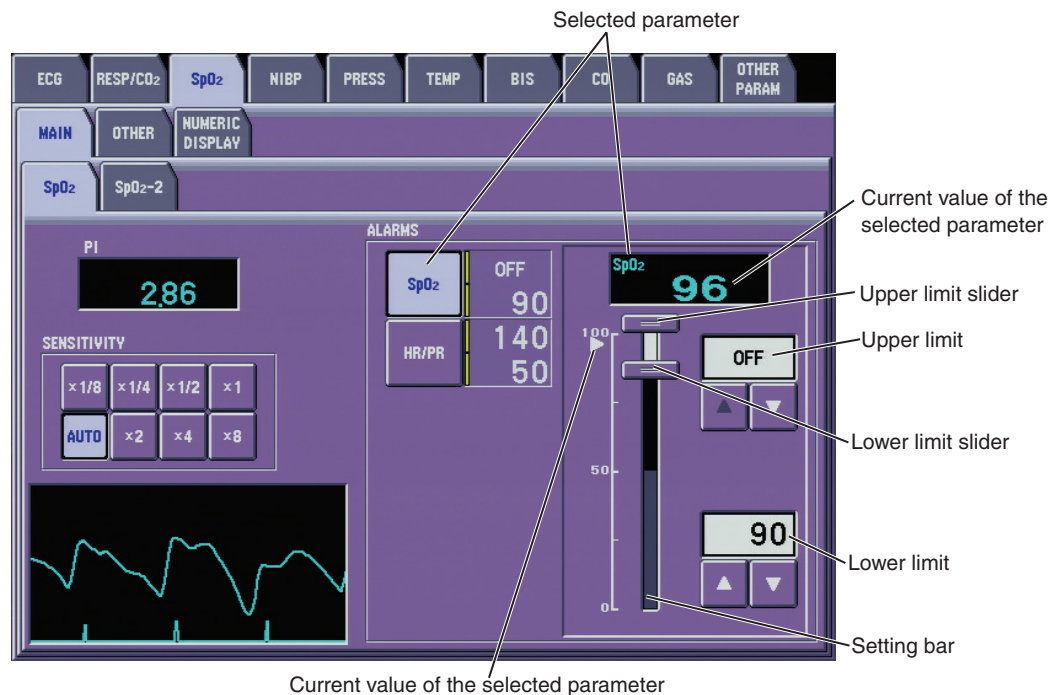 Selected parameter
ECG
RESP/CO2
SpO2
NIBP
PRESS
TEMP
BIS
CO
GAS
OTHER
PARAM
MAIN
OTHER
NUMERIC
DISPLAY
SpO2
SpO2-2
PI
2.86
SENSITIVITY
×1/8
×1/4
×1/2
×1
AUTO
×2
×4
×8
ALARMS
SpO2
OFF
90
HR/PR
140
50
SpO2
96
100
50
0
OFF
90
Current value of the
selected parameter
Upper limit slider
Upper limit
Lower limit slider
Lower limit
Setting bar
Current value of the selected parameter